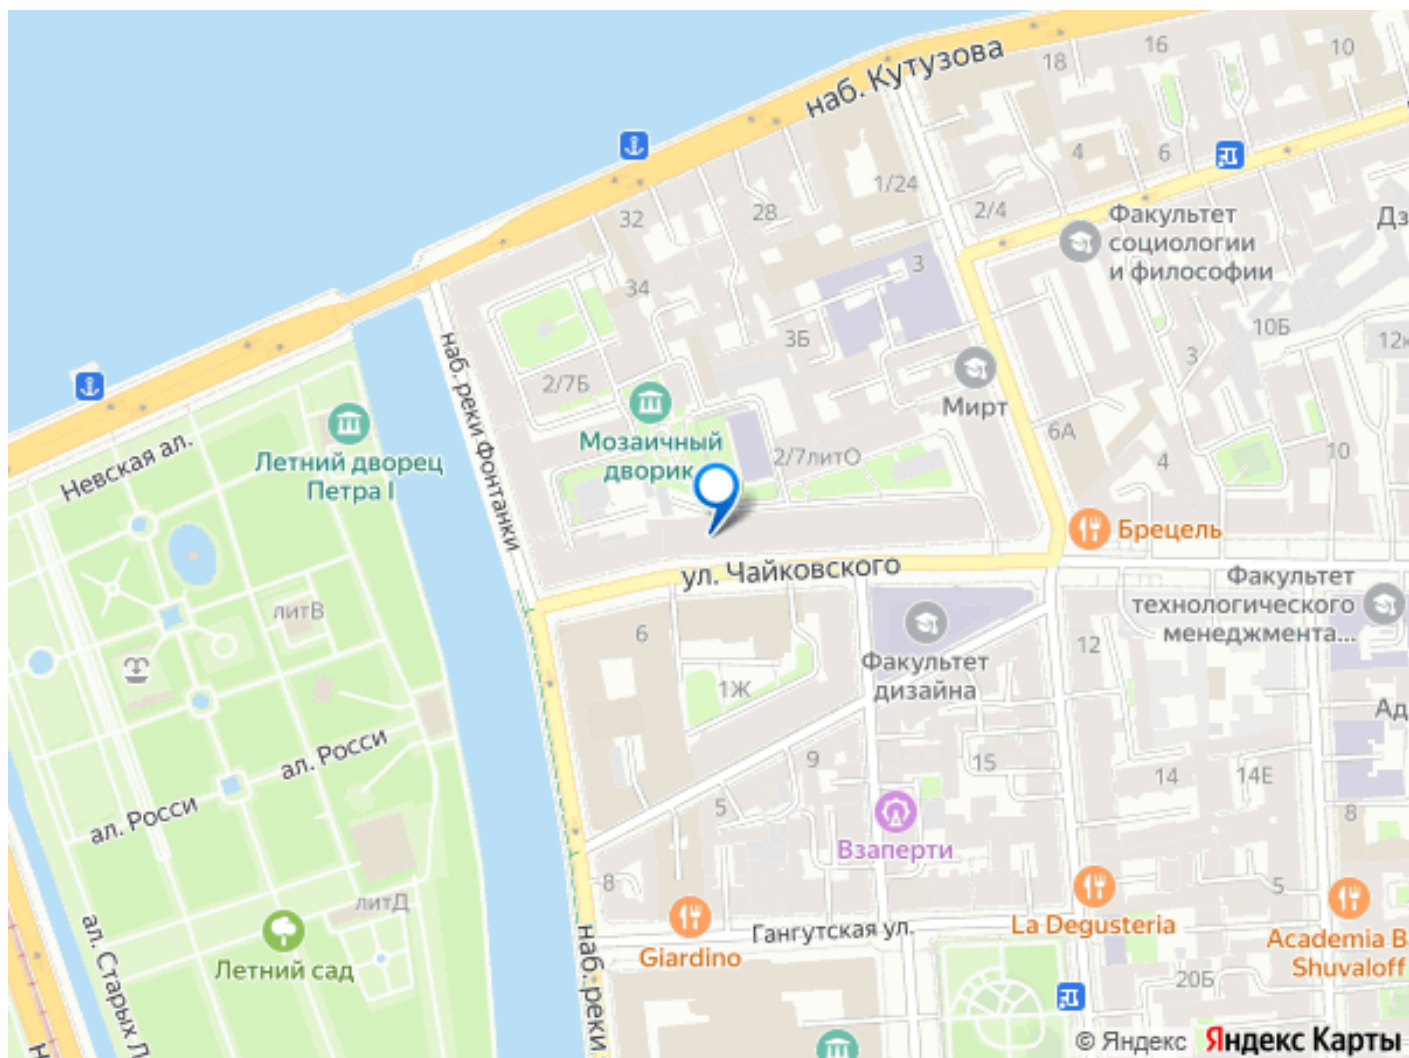 наб. Кутузова
16
10
18
4
6
1/24
2/4
32
28
Факультет
социологии
и философии
3
34
3Б
10Б
3
12к
2/7Б
наб. реки фонтанки
Мирт
Невская ал.
Летний дворец
Петра I
Мозаичный
дворик
2/7литО
6А
4
10
Брецель
ул. Чайковского
Факультет
технологического
менеджмента...
литВ
6
Факультет
дизайна
12
1Ж
Ад
ал. Росси
ал. Росси
9
15
14
14Е
5
8
Взаперти
8
5
литД
La Degusteria
Academia B
Shuvaloff
Гангутская ул.
Giardino
ал. Старых Л
Летний сад
наб. реки
20Б
© Яндекс
Яндекс Карты